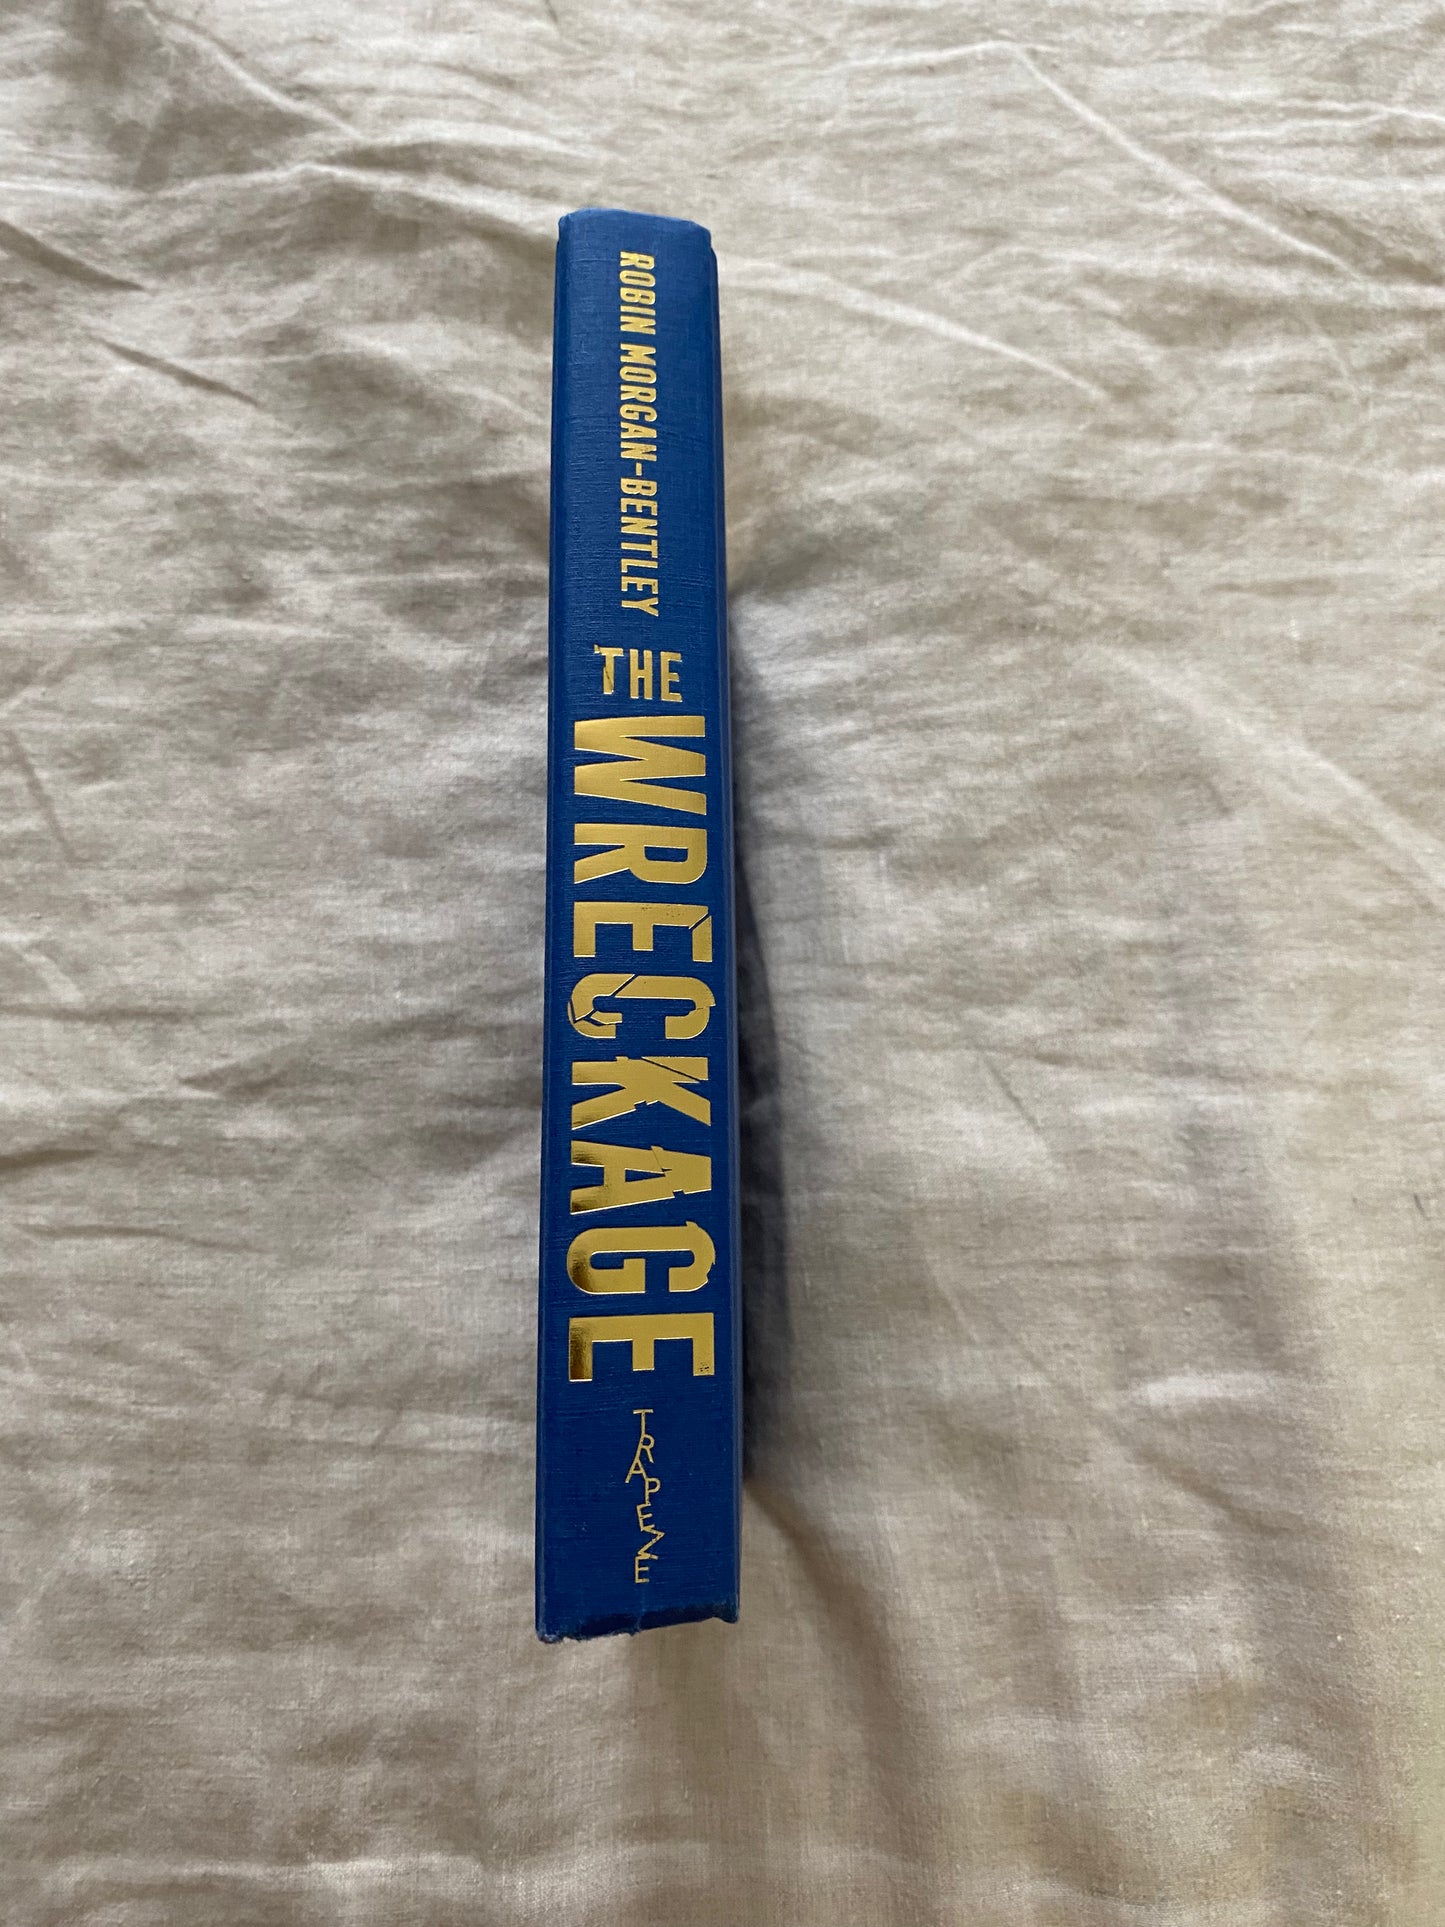 ROBIN MORGAN-BENTLEY
THE
WRECKAGE
TRAPEZE